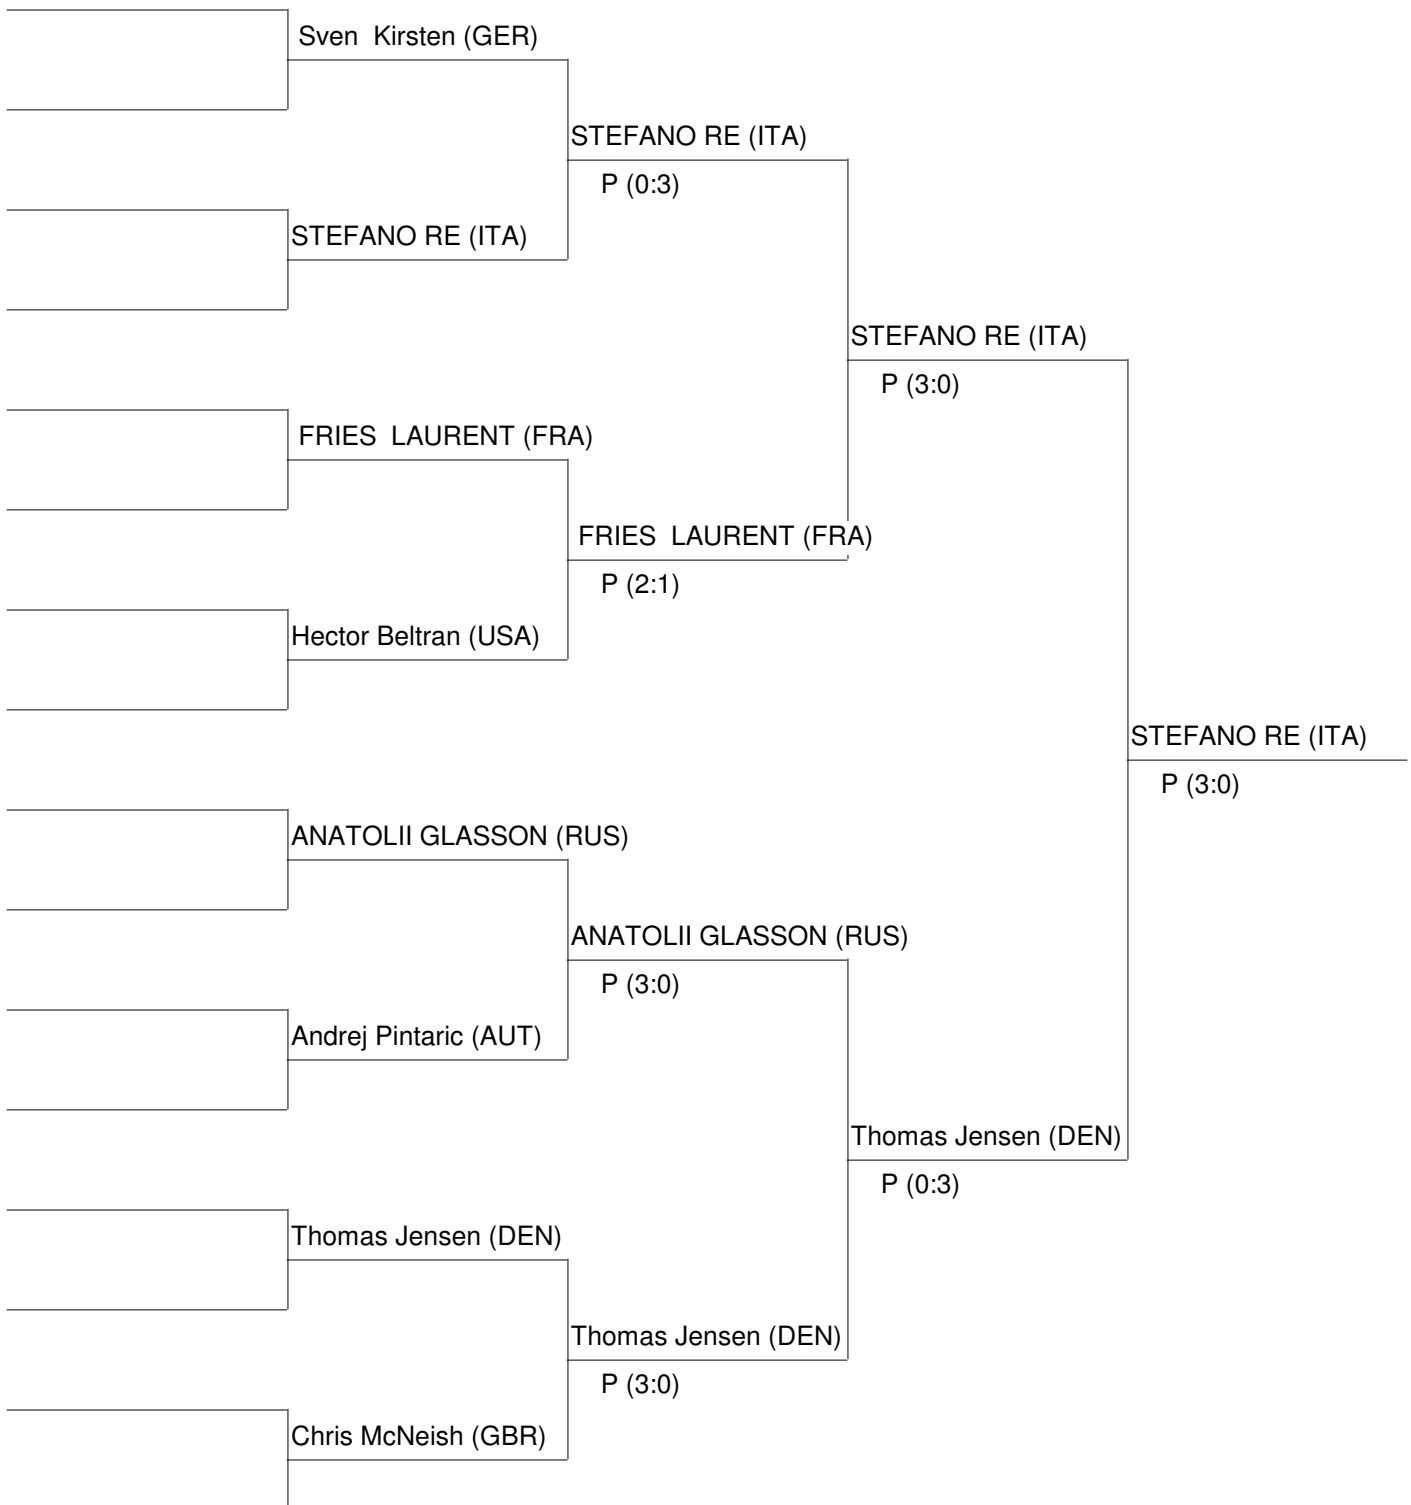 Sven  Kirsten (GER)
STEFANO RE (ITA)
P (0:3)
STEFANO RE (ITA)
STEFANO RE (ITA)
P (3:0)
FRIES  LAURENT (FRA)
FRIES  LAURENT (FRA)
P (2:1)
Hector Beltran (USA)
STEFANO RE (ITA)
P (3:0)
ANATOLII GLASSON (RUS)
ANATOLII GLASSON (RUS)
P (3:0)
Andrej Pintaric (AUT)
Thomas Jensen (DEN)
P (0:3)
Thomas Jensen (DEN)
Thomas Jensen (DEN)
P (3:0)
Chris McNeish (GBR)